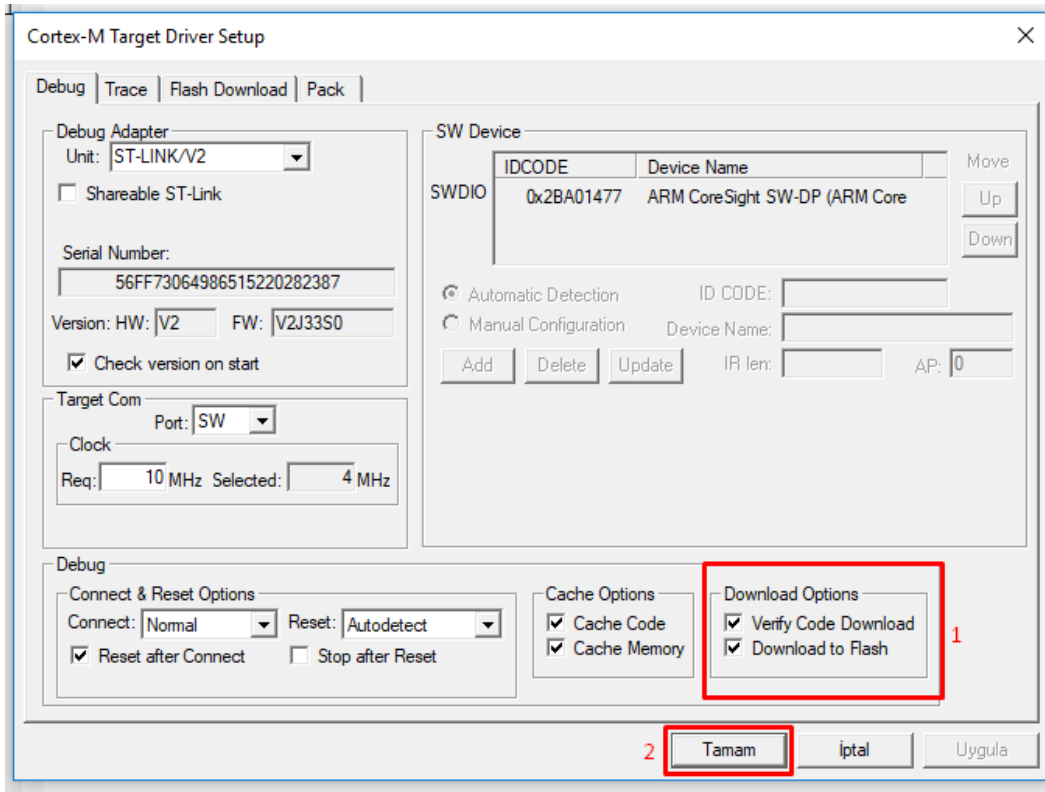 Cortex-M Target Driver Setup
Debug Trace Flash Download Pack
Debug Adapter
Unit: ST-LINK/V2
Shareable ST-Link
Serial Number:
56FF73064986515220282387
Version: HW: V2 FW: V2J33S0
Check version on start
Target Com
Port: SW
Clock
Req: 10 MHz Selected: 4 MHz
SW Device
IDCODE Device Name Move
SWDIO 0x2BA01477 ARM CoreSight SW-DP (ARM Core Up
Down
Automatic Detection ID CODE:
Manual Configuration Device Name:
Add Delete Update IR len: AP: 0
Debug
Connect & Reset Options
Connect: Normal Reset: Autodetect
Reset after Connect Stop after Reset
Cache Options
Cache Code
Cache Memory
Download Options
Verify Code Download
Download to Flash
1
2 Tamam İptal Uygula